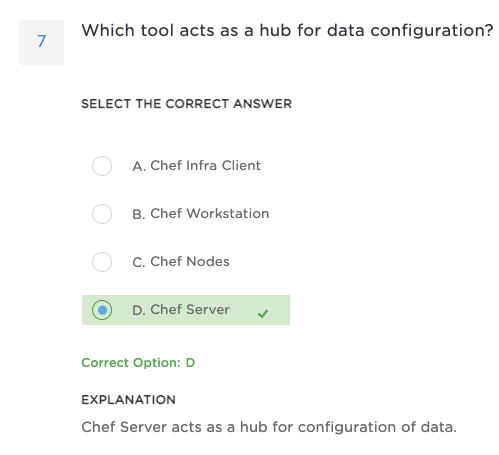 7
Which tool acts as a hub for data configuration?
SELECT THE CORRECT ANSWER
A. Chef Infra Client
B. Chef Workstation
C. Chef Nodes
D. Chef Server
Correct Option: D
EXPLANATION
Chef Server acts as a hub for configuration of data.